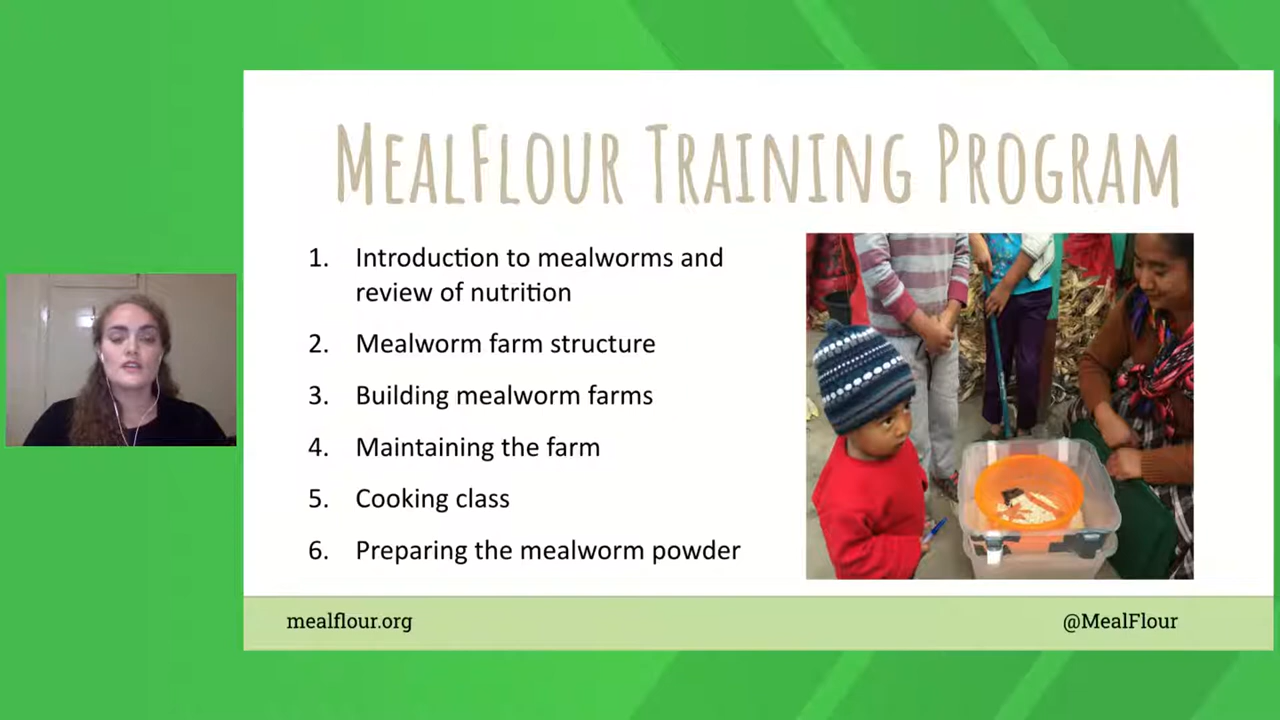 MEALFLOUR TRAINING PROGRAM
1. Introduction to mealworms and
review of nutrition
2. Mealworm farm structure
3. Building mealworm farms
4. Maintaining the farm
5. Cooking class
6. Preparing the mealworm powder
mealflour.org
@MealFlour